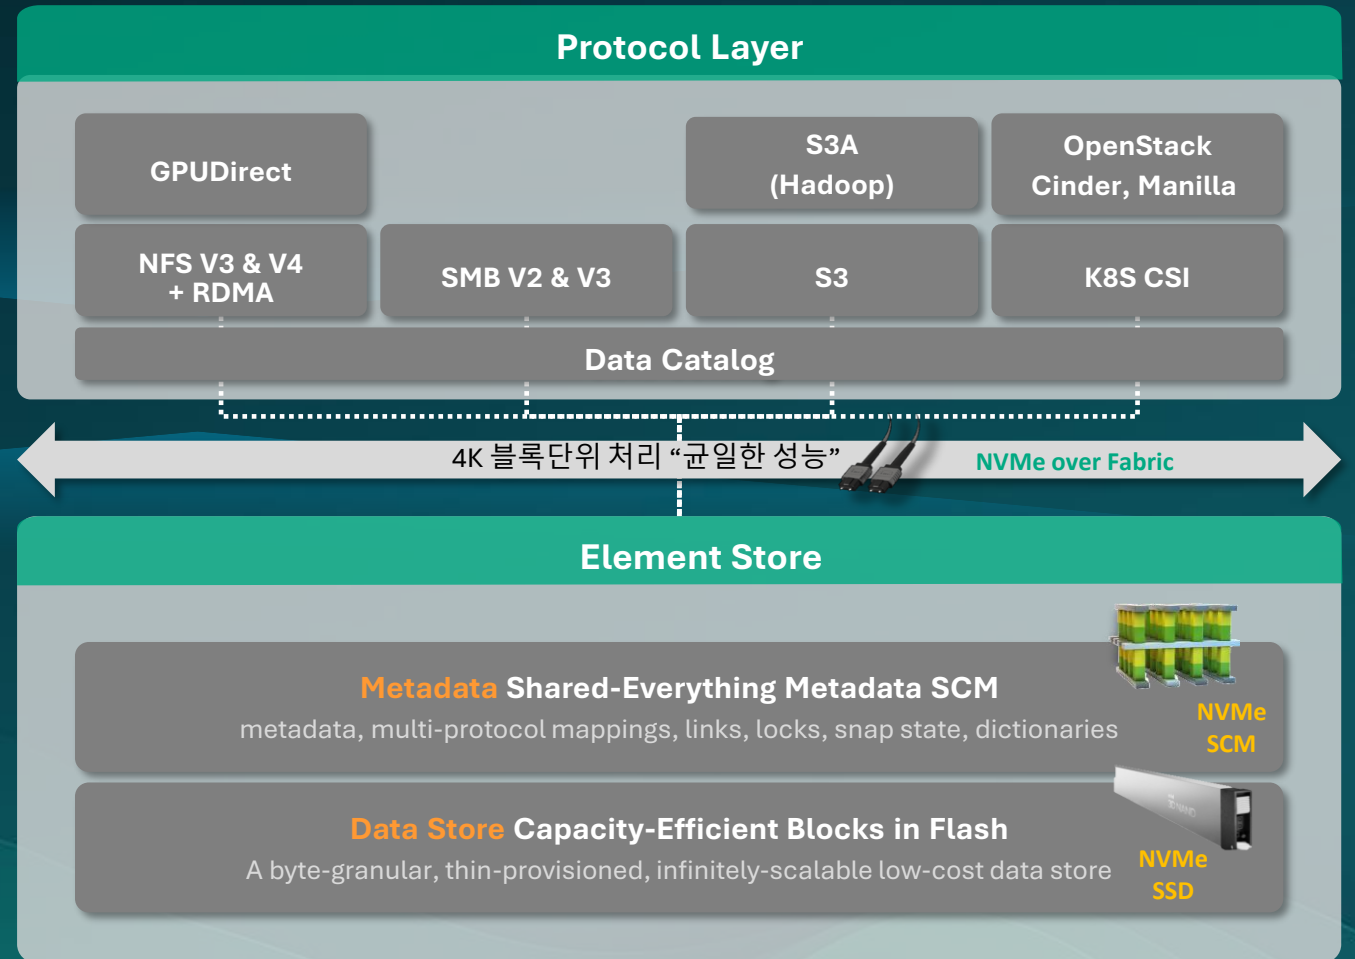 Protocol Layer
GPUDirect
S3A
(Hadoop)
OpenStack
Cinder, Manilla
NFS V3 & V4
+ RDMA
SMB V2 & V3
S3
K8S CSI
Data Catalog
4K 블록단위 처리 “균일한 성능”
NVMe over Fabric
Element Store
Metadata Shared-Everything Metadata SCM
metadata, multi-protocol mappings, links, locks, snap state, dictionaries
NVMe
SCM
Data Store Capacity-Efficient Blocks in Flash
A byte-granular, thin-provisioned, infinitely-scalable low-cost data store
NVMe
SSD